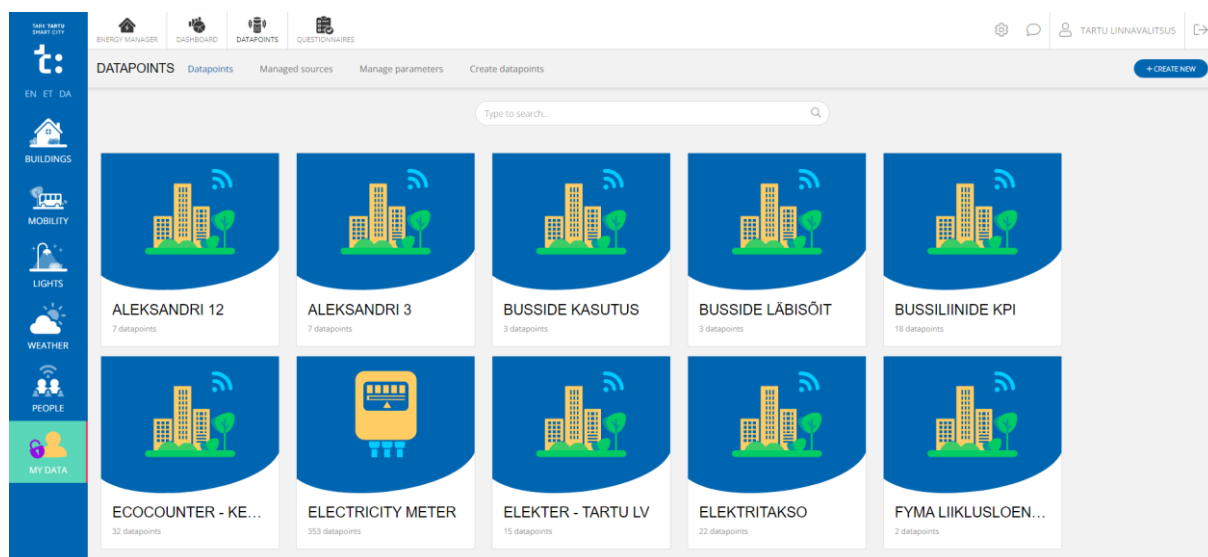 TARK TARTU
SMART CITY
EN ET DA
BUILDINGS
MOBILITY
LIGHTS
WEATHER
PEOPLE
MY DATA
ENERGY MANAGER
DASHBOARD
DATAPOINTS
QUESTIONNAIRES
TARTU LINNAVALITSUS
DATAPOINTS Datapoints Managed sources Manage parameters Create datapoints
+ CREATE NEW
Type to search...
ALEKSANDRI 12
7 datapoints
ALEKSANDRI 3
7 datapoints
BUSSIDE KASUTUS
3 datapoints
BUSSIDE LÄBISÕIT
3 datapoints
BUSSILIINIDE KPI
18 datapoints
ECOCOUNTER - KE...
32 datapoints
ELECTRICITY METER
353 datapoints
ELEKTER - TARTU LV
15 datapoints
ELEKTRITAKSO
22 datapoints
FYMA LIIKLUSLOEN...
2 datapoints